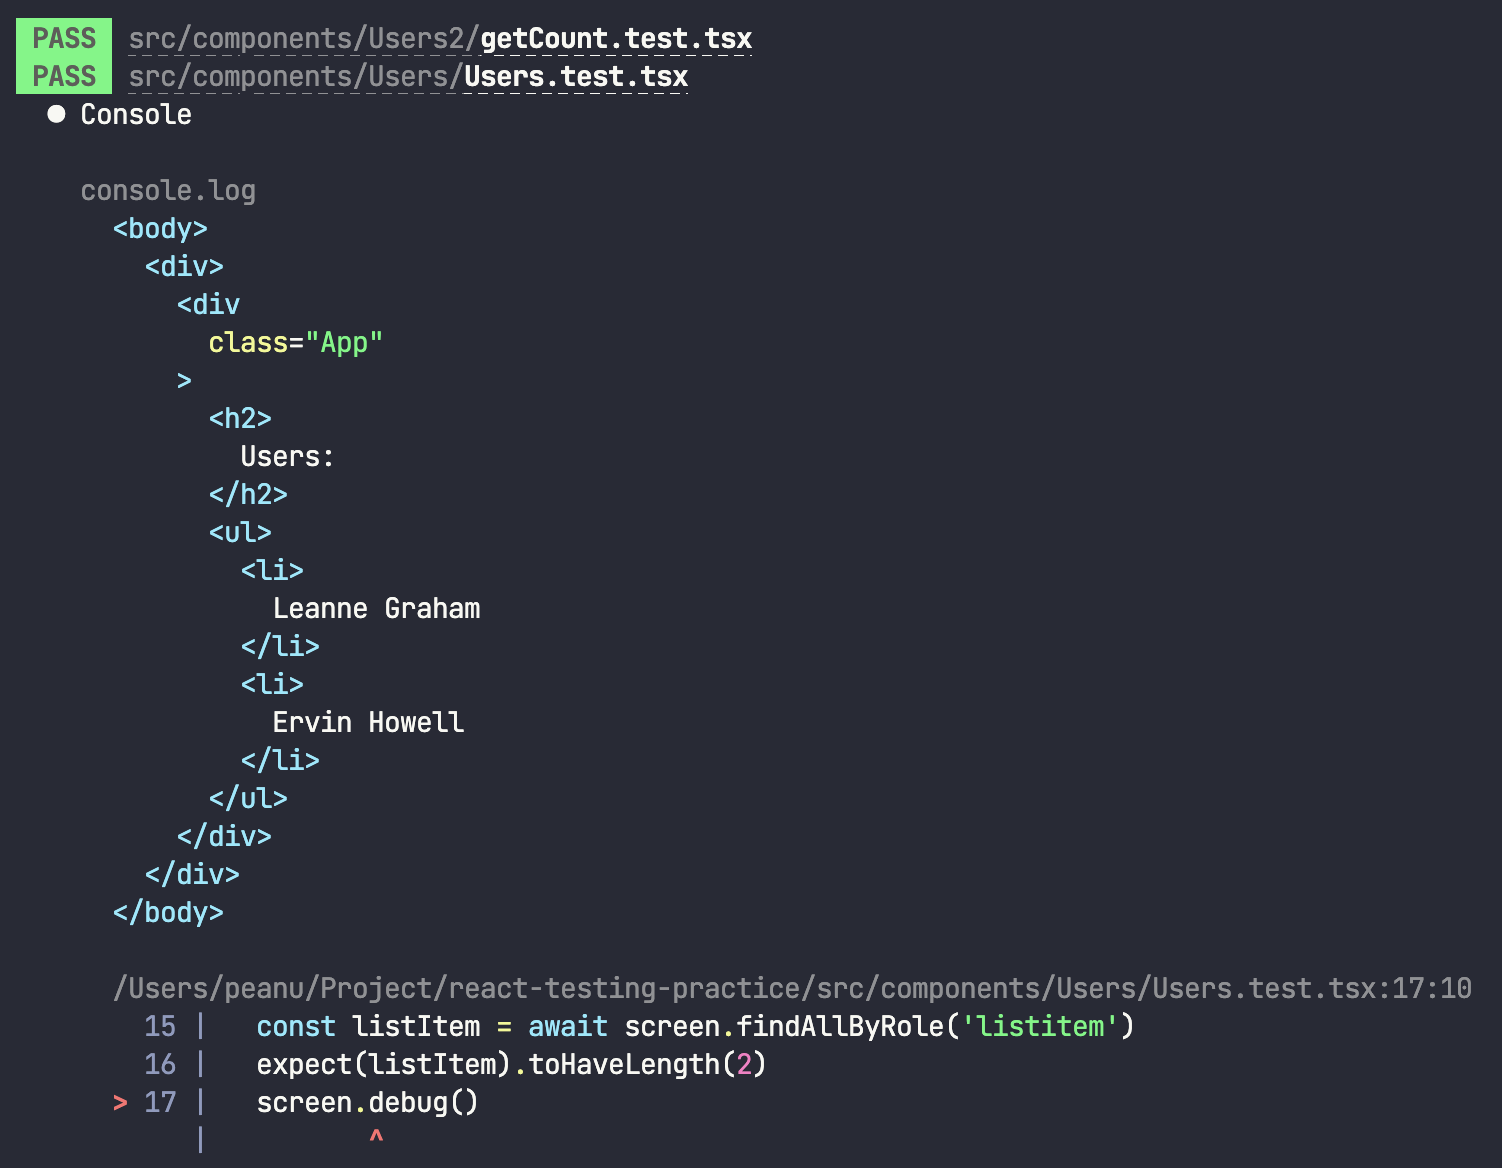 PASS src/components/Users2/getCount.test.tsx
PASS src/components/Users/Users.test.tsx
● Console
console.log
<body>
<div>
<div
class="App"
>
<h2>
Users:
</h2>
<ul>
<li>
Leanne Graham
</li>
<li>
Ervin Howell
</li>
</ul>
</div>
</div>
</body>
/Users/peanu/Project/react-testing-practice/src/components/Users/Users.test.tsx:17:10
15 | const listItem = await screen.findAllByRole('listitem')
16 | expect(listItem).toHaveLength(2)
> 17 | screen.debug()
| ^